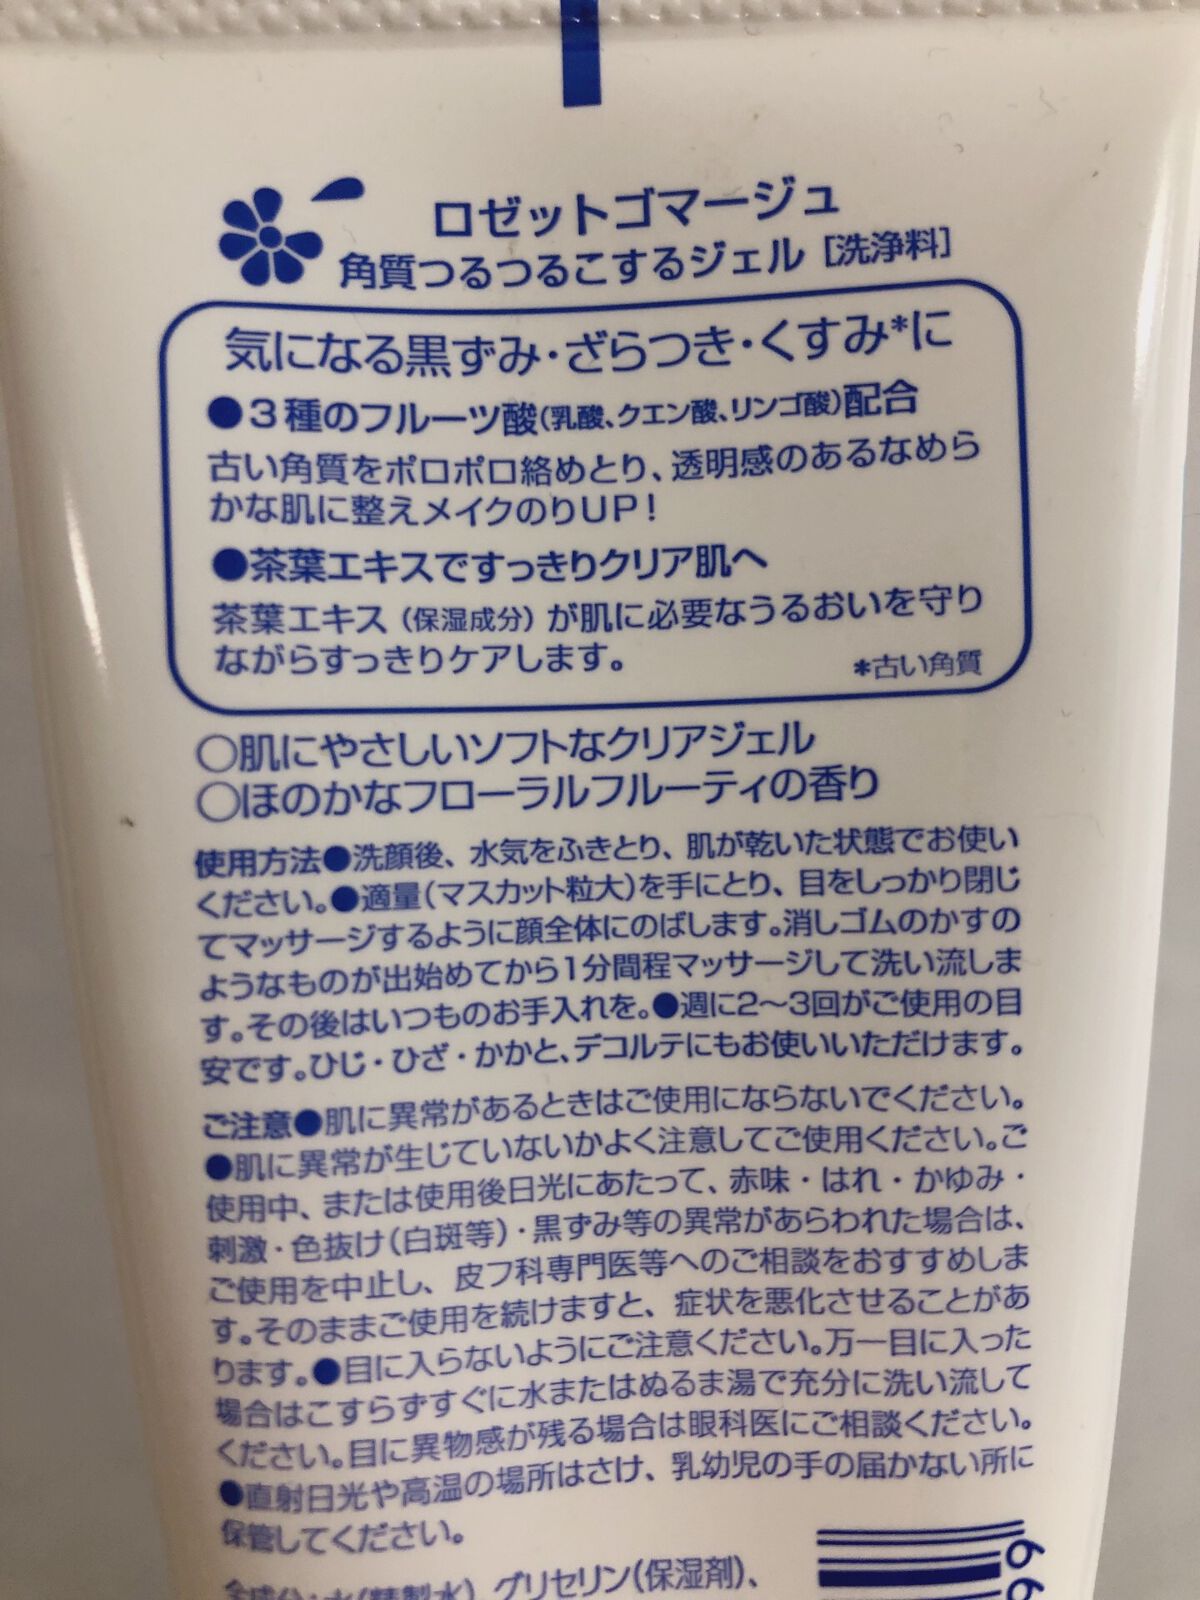 ロゼットゴマージュ
角質つるつるこするジェル [洗浄料]
気になる黒ずみ・ざらつき・くすみ*に
●3種のフルーツ酸(乳酸、クエン酸、リンゴ酸)配合
古い角質をポロポロ絡めとり、透明感のあるなめら
かな肌に整えメイクのりUP!
●茶葉エキスですっきりクリア肌へ
茶葉エキス(保湿成分)が肌に必要なうるおいを守り
ながらすっきりケアします。
*古い角質
○肌にやさしいソフトなクリアジェル
○ほのかなフローラルフルーティの香り
使用方法●洗顔後、水気をふきとり、肌が乾いた状態でお使い
ください。●適量(マスカット粒大)を手にとり、目をしっかり閉じ
てマッサージするように顔全体にのばします。消しゴムのかすの
ようなものが出始めてから1分間程マッサージして洗い流しま
す。その後はいつものお手入れを。●週に2〜3回がご使用の目
安です。ひじ・ひざ・かかと、デコルテにもお使いいただけます。
ご注意●肌に異常があるときはご使用にならないでください。
●肌に異常が生じていないかよく注意してご使用ください。ご
使用中、または使用後日光にあたって、赤味・はれ・かゆみ・
刺激・色抜け(白斑等)・黒ずみ等の異常があらわれた場合は、
ご使用を中止し、皮フ科専門医等へのご相談をおすすめしま
す。そのままご使用を続けますと、症状を悪化させることがあ
ります。●目に入らないようにご注意ください。万一目に入った
場合はこすらずすぐに水またはぬるま湯で充分に洗い流して
ください。目に異物感が残る場合は眼科医にご相談ください。
●直射日光や高温の場所はさけ、乳幼児の手の届かない所に
保管してください。
全成分:水(精製水)、グリセリン(保湿剤)、
66